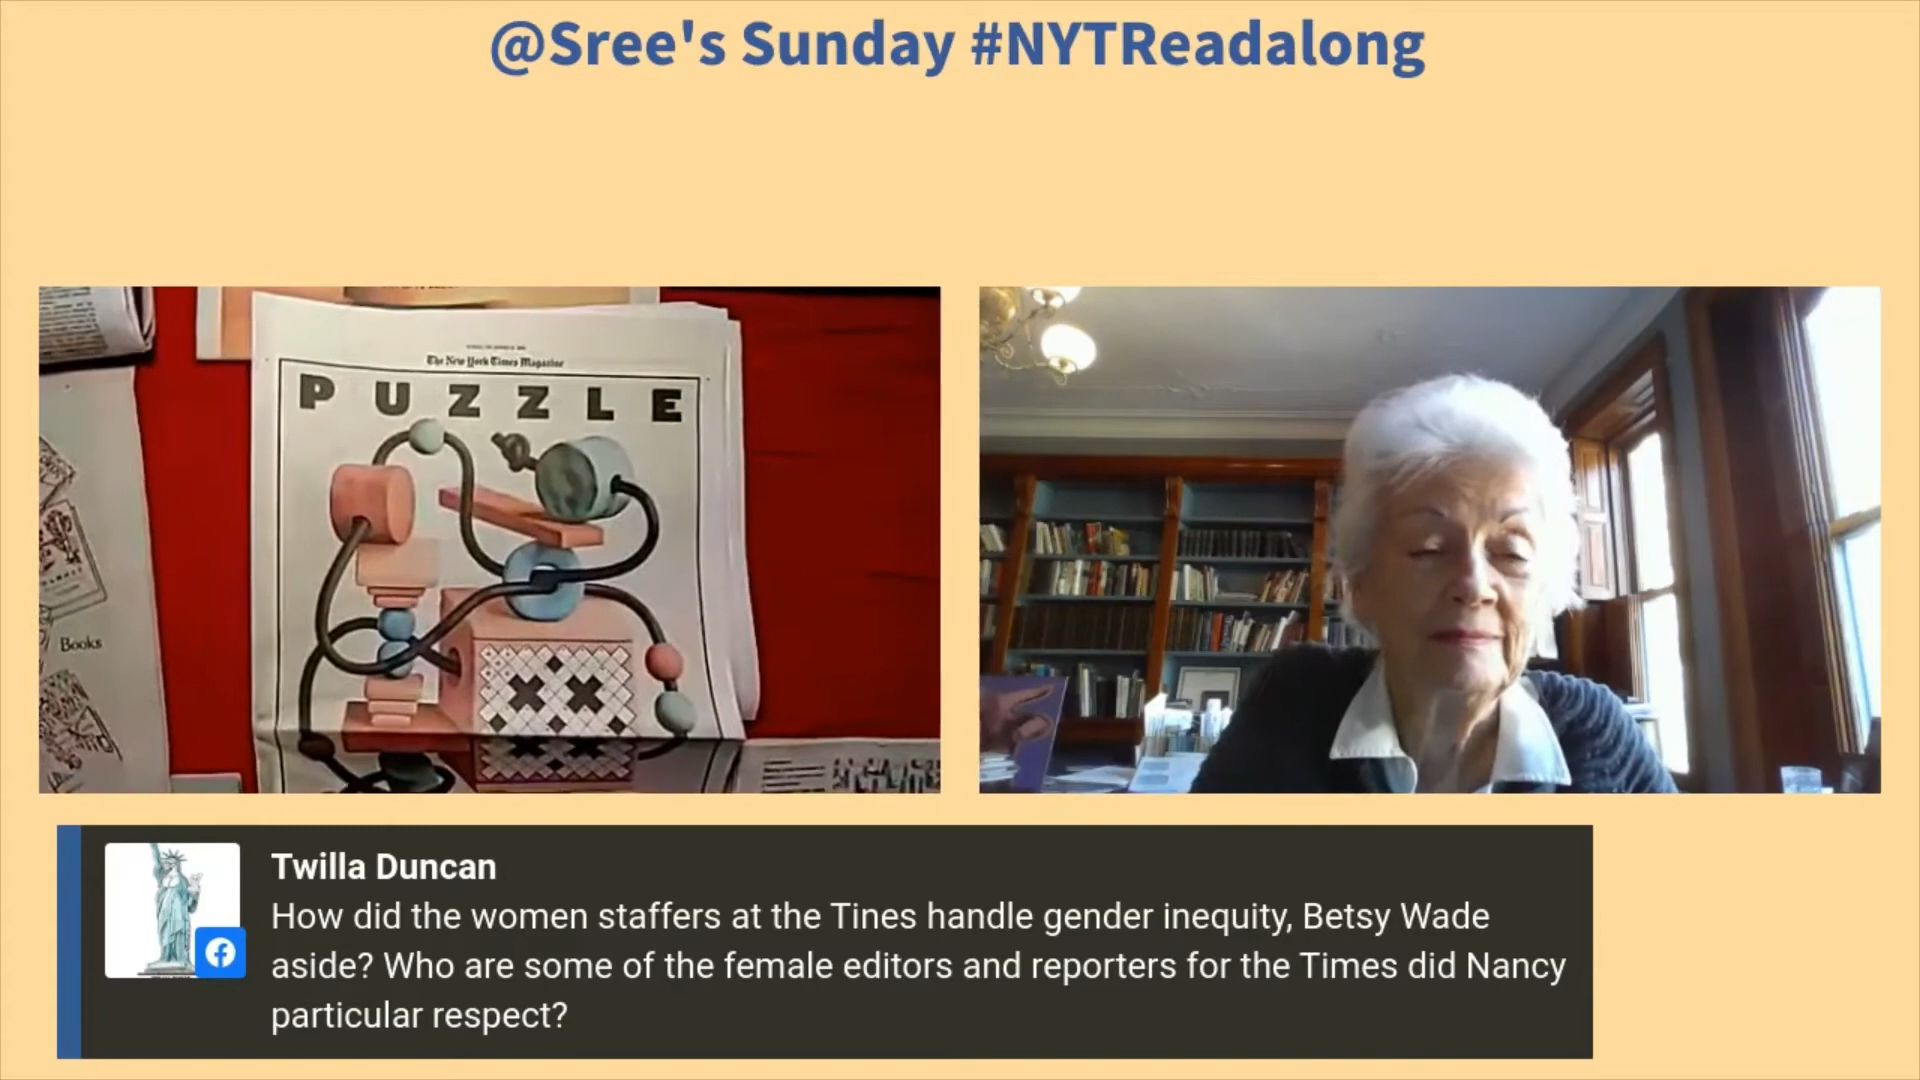 @Sree's Sunday #NYTReadalong
The New York Times Magazine
PUZZLE
Books
Twilla Duncan
How did the women staffers at the Tines handle gender inequity, Betsy Wade
aside? Who are some of the female editors and reporters for the Times did Nancy
particular respect?